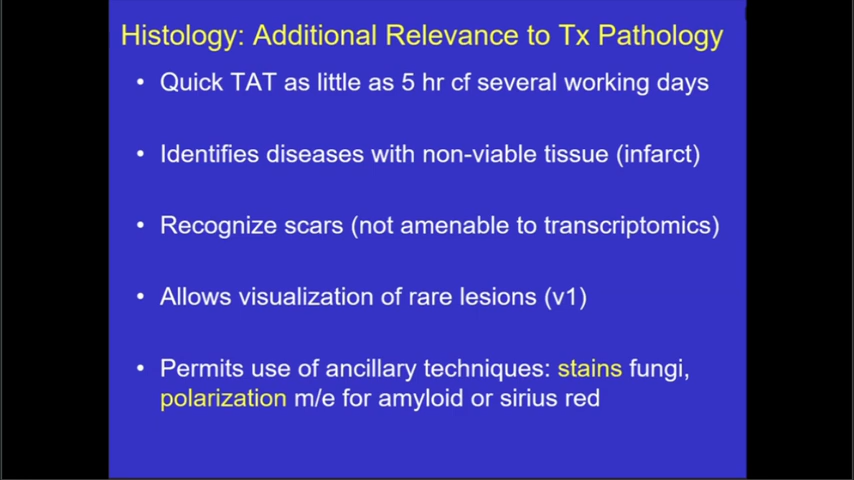 Histology: Additional Relevance to Tx Pathology
• Quick TAT as little as 5 hr cf several working days
• Identifies diseases with non-viable tissue (infarct)
• Recognize scars (not amenable to transcriptomics)
• Allows visualization of rare lesions (v1)
• Permits use of ancillary techniques: stains fungi,
polarization m/e for amyloid or sirius red